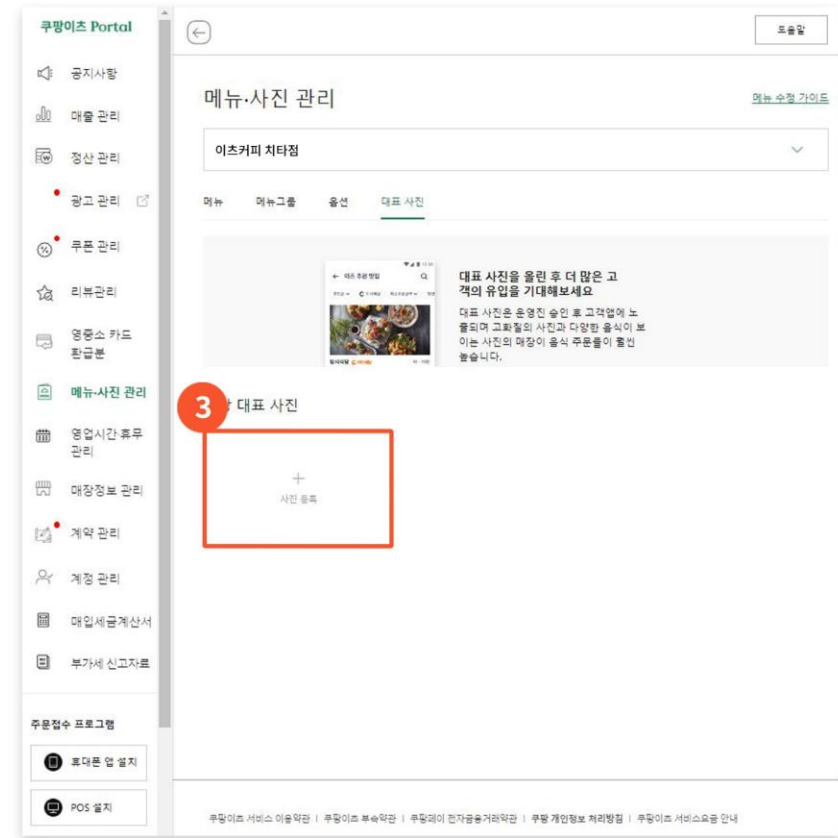 쿠팡이츠 Portal
도움말
공지사항
매출 관리
정산 관리
광고 관리
쿠폰 관리
리뷰관리
영중소 카드
환급분
메뉴·사진 관리
영업시간·휴무
관리
매장정보 관리
계약 관리
계정 관리
매입세금계산서
부가세 신고자료
주문접수 프로그램
휴대폰 앱 설치
POS 설치
메뉴·사진 관리
메뉴 수정 가이드
이츠커피 치타점
메뉴 메뉴그룹 옵션 대표 사진
이츠 추천 맛집
대표 사진을 올린 후 더 많은 고
객의 유입을 기대해보세요
대표 사진은 운영진 승인 후 고객앱에 노
출되며 고화질의 사진과 다양한 음식이 보
이는 사진의 매장이 음식 주문률이 훨씬
높습니다.
3
대표 사진
사진 등록
쿠팡이츠 서비스 이용약관 | 쿠팡이츠 부속약관 | 쿠팡페이 전자금융거래약관 | 쿠팡 개인정보 처리방침 | 쿠팡이츠 서비스요금 안내